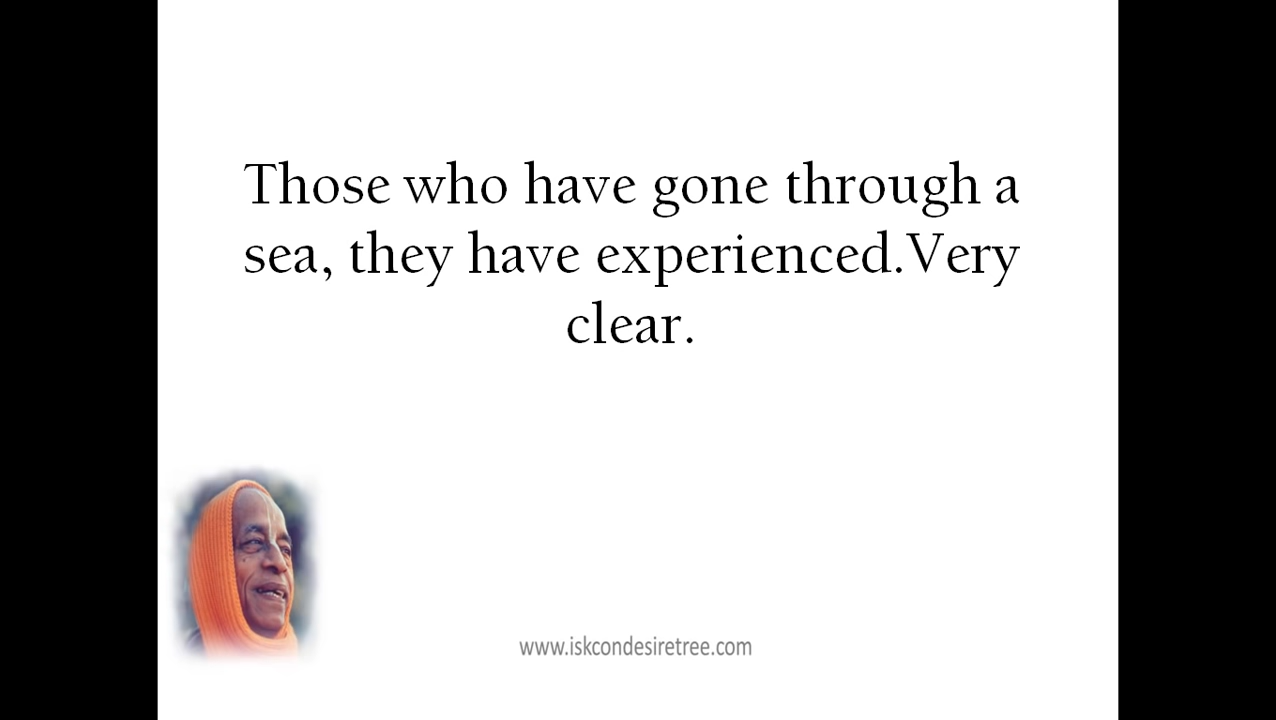 Those who have gone through a
sea, they have experienced.Very
clear.
www.iskcondesiretree.com